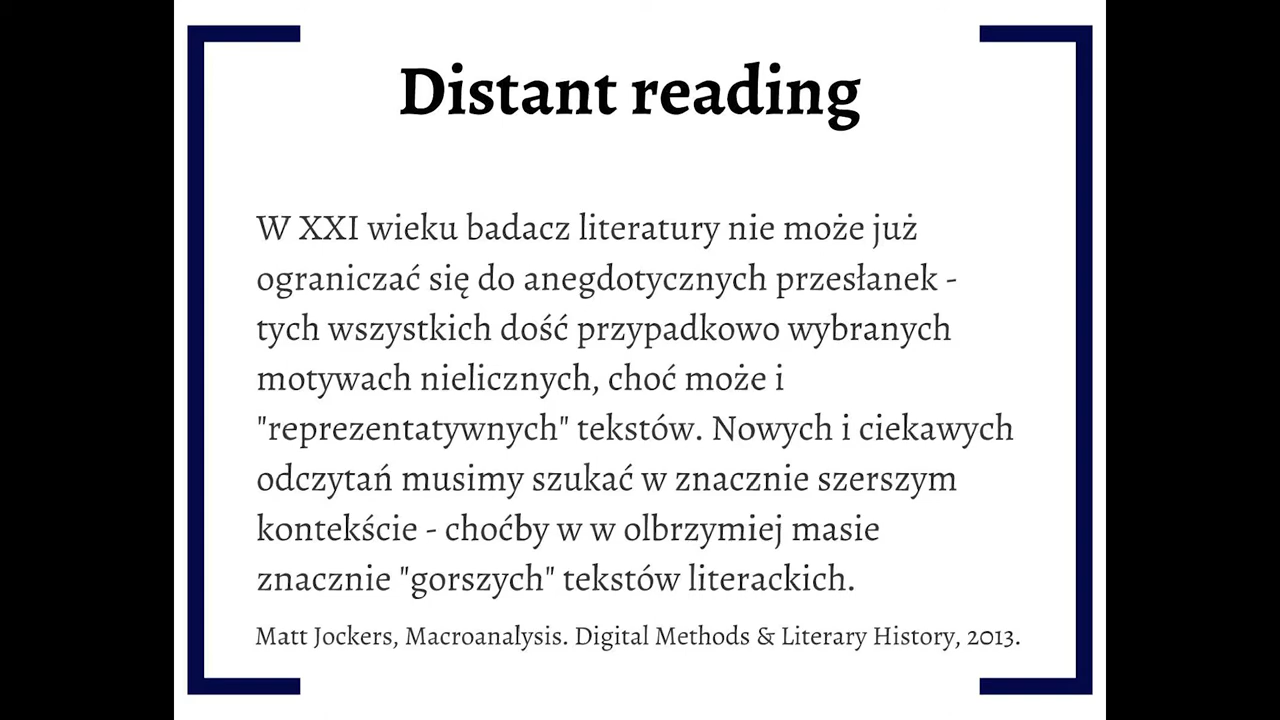 Distant reading
W XXI wieku badacz literatury nie może już
ograniczać się do anegdotycznych przesłanek -
tych wszystkich dość przypadkowo wybranych
motywach nielicznych, choć może i
"reprezentatywnych" tekstów. Nowych i ciekawych
odczytań musimy szukać w znacznie szerszym
kontekście - choćby w w olbrzymiej masie
znacznie "gorszych" tekstów literackich.
Matt Jockers, Macroanalysis. Digital Methods & Literary History, 2013.